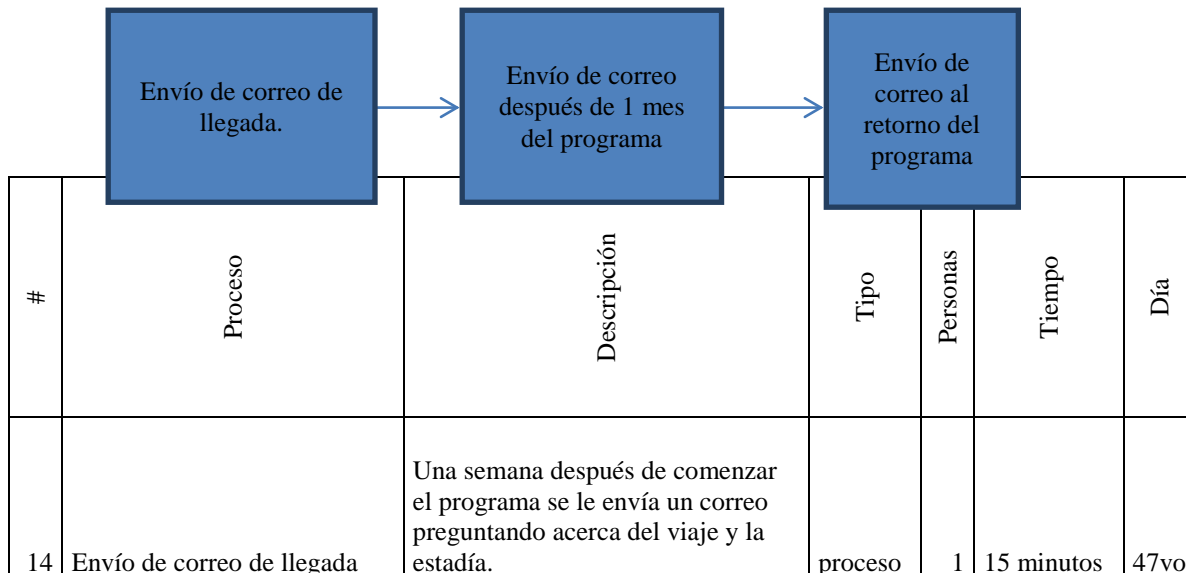 Envío de correo de
llegada.
Envío de correo
después de 1 mes
del programa
Envío de
correo al
retorno del
programa
#
Proceso
Descripción
Tipo
Personas
Tiempo
Día
Una semana después de comenzar
el programa se le envía un correo
preguntando acerca del viaje y la
14 Envío de correo de llegada estadía. proceso 1 15 minutos 47vo